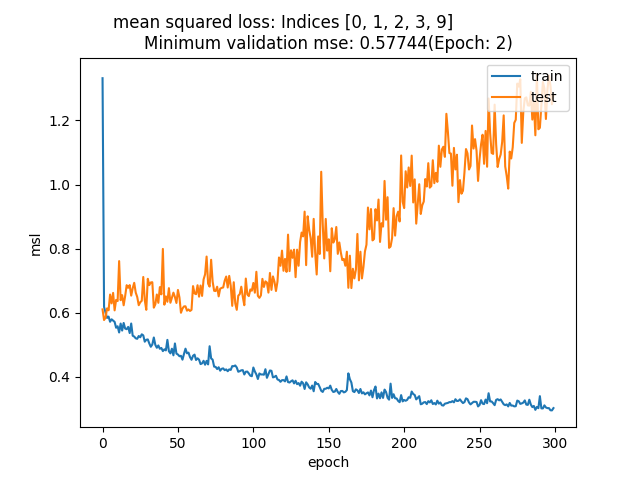 mean squared loss: Indices [0, 1, 2, 3, 9]
Minimum validation mse: 0.57744(Epoch: 2)
train
test
1.2
1.0
0.8
0.6
0.4
msl
0 50 100 150 200 250 300
epoch